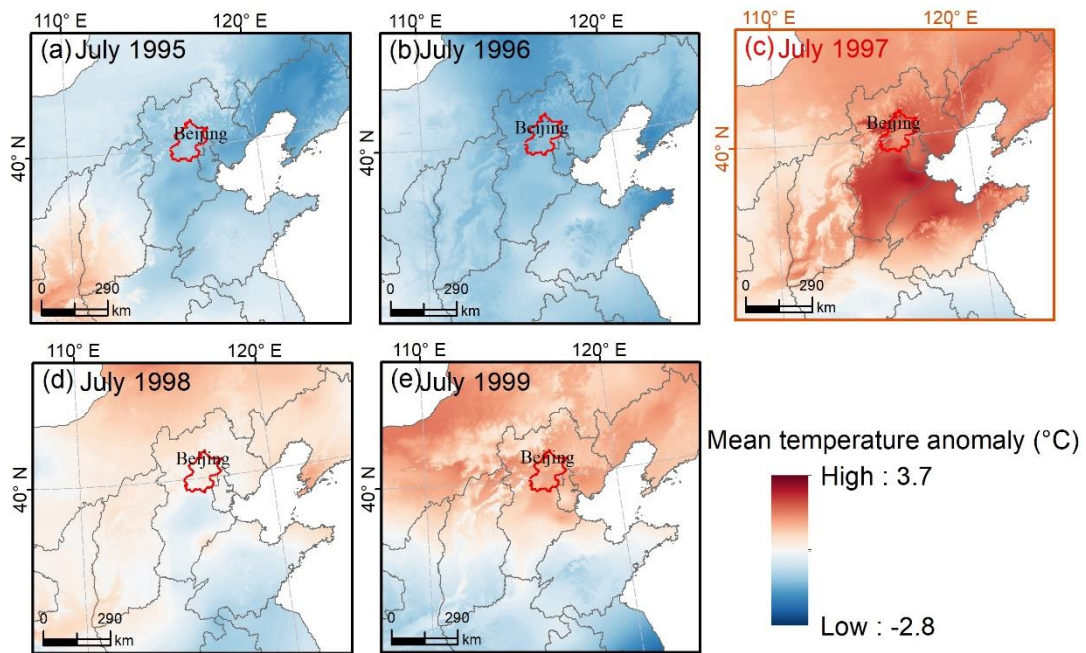 110° E 120° E
(a) July 1995
Beijing
40° N
0 290
km
120° E
(b) July 1996
Beijing
0 290
km
110° E 120° E
(c) July 1997
Beijing
40° N
0 290
km
110° E 120° E
(d) July 1998
Beijing
40° N
0 290
km
110° E 120° E
(e) July 1999
Beijing
40° N
0 290
km
Mean temperature anomaly (°C)
High : 3.7
Low : -2.8